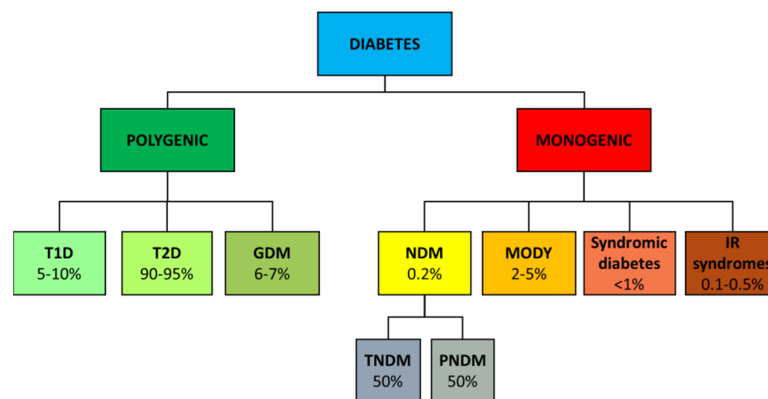 DIABETES
POLYGENIC
MONOGENIC
T1D
5-10%
T2D
90-95%
GDM
6-7%
NDM
0.2%
MODY
2-5%
Syndromic
diabetes
<1%
IR
syndromes
0.1-0.5%
TNDM
50%
PNDM
50%